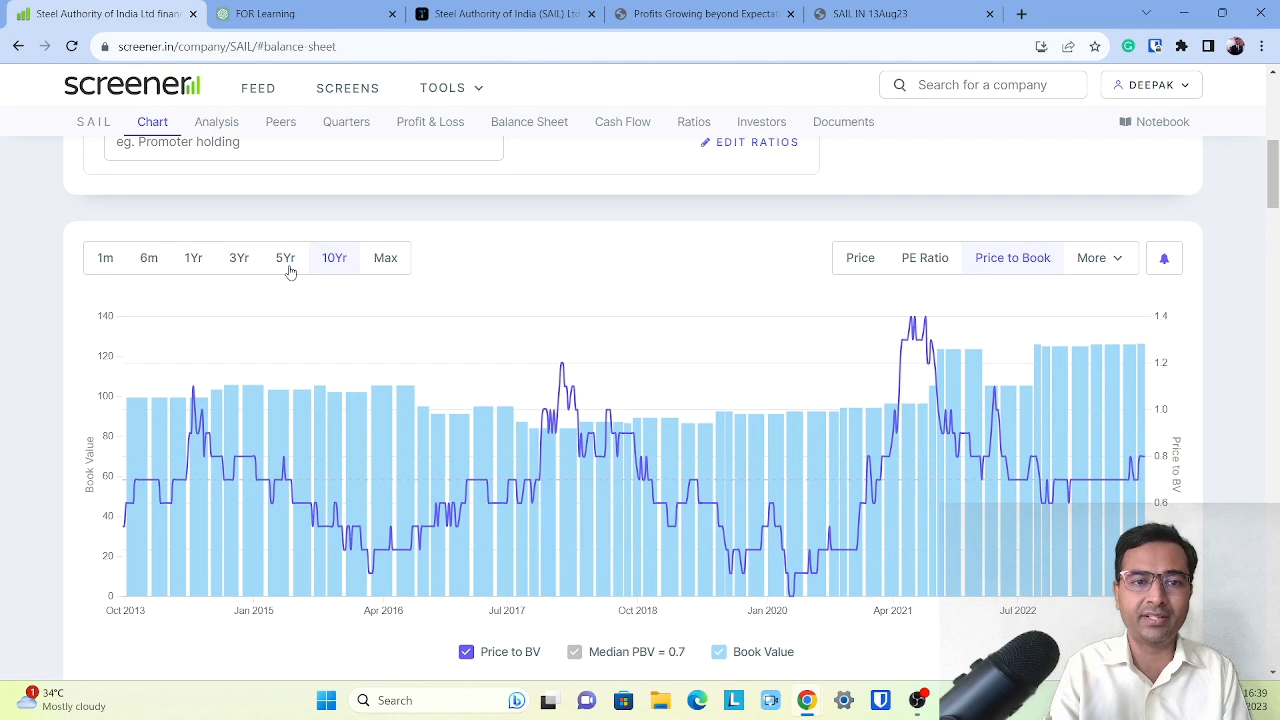 Steel Authority of India Ltd
FOR Learning
Steel Authority of India (SAIL) Ltd
Profits Growing beyond Expectat
SAIL in 13Aug23
screen.in/company/SAIL/#balance-sheet
screener
FEED
SCREENS
TOOLS
Search for a company
DEEPAK
S A I L
Chart
Analysis
Peers
Quarters
Profit & Loss
Balance Sheet
Cash Flow
Ratios
Investors
Documents
Notebook
eg. Promoter holding
EDIT RATIOS
1m
6m
1Yr
3Yr
5Yr
10Yr
Max
Price
PE Ratio
Price to Book
More
140
120
100
80
60
40
20
0
Book Value
1.4
1.2
1.0
0.8
0.6
Price to BV
Oct 2013
Jan 2015
Apr 2016
Jul 2017
Oct 2018
Jan 2020
Apr 2021
Jul 2022
Price to BV
Median PBV = 0.7
Book Value
1
34°C
Mostly cloudy
Search
16:39
2023